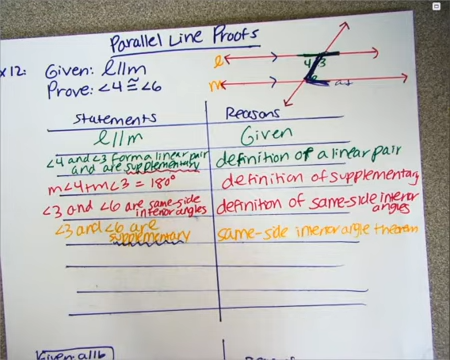 Parallel Line Proofs
x 12: Given: l || m
Prove: ∠4 ≅ ∠6
l
m
4 3
6
Statements Reasons
l || m Given
∠4 and ∠3 form a linear pair and are supplementary definition of a linear pair
m∠4+m∠3 = 180° definition of supplementary
∠3 and ∠6 are same-side interior angles definition of same-side interior angles
∠3 and ∠6 are supplementary same-side interior angle theorem
Given: a||b